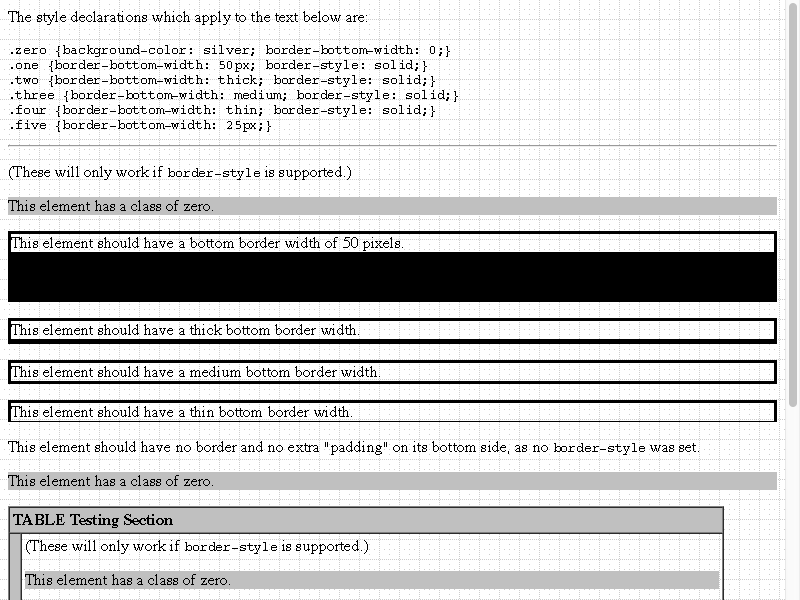 The style declarations which apply to the text below are:
.zero {background-color: silver; border-bottom-width: 0;}
.one {border-bottom-width: 50px; border-style: solid;}
.two {border-bottom-width: thick; border-style: solid;}
.three {border-bottom-width: medium; border-style: solid;}
.four {border-bottom-width: thin; border-style: solid;}
.five {border-bottom-width: 25px;}
(These will only work if border-style is supported.)
This element has a class of zero.
This element should have a bottom border width of 50 pixels.
This element should have a thick bottom border width.
This element should have a medium bottom border width.
This element should have a thin bottom border width.
This element should have no border and no extra "padding" on its bottom side, as no border-style was set.
This element has a class of zero.
TABLE Testing Section
(These will only work if border-style is supported.)
This element has a class of zero.